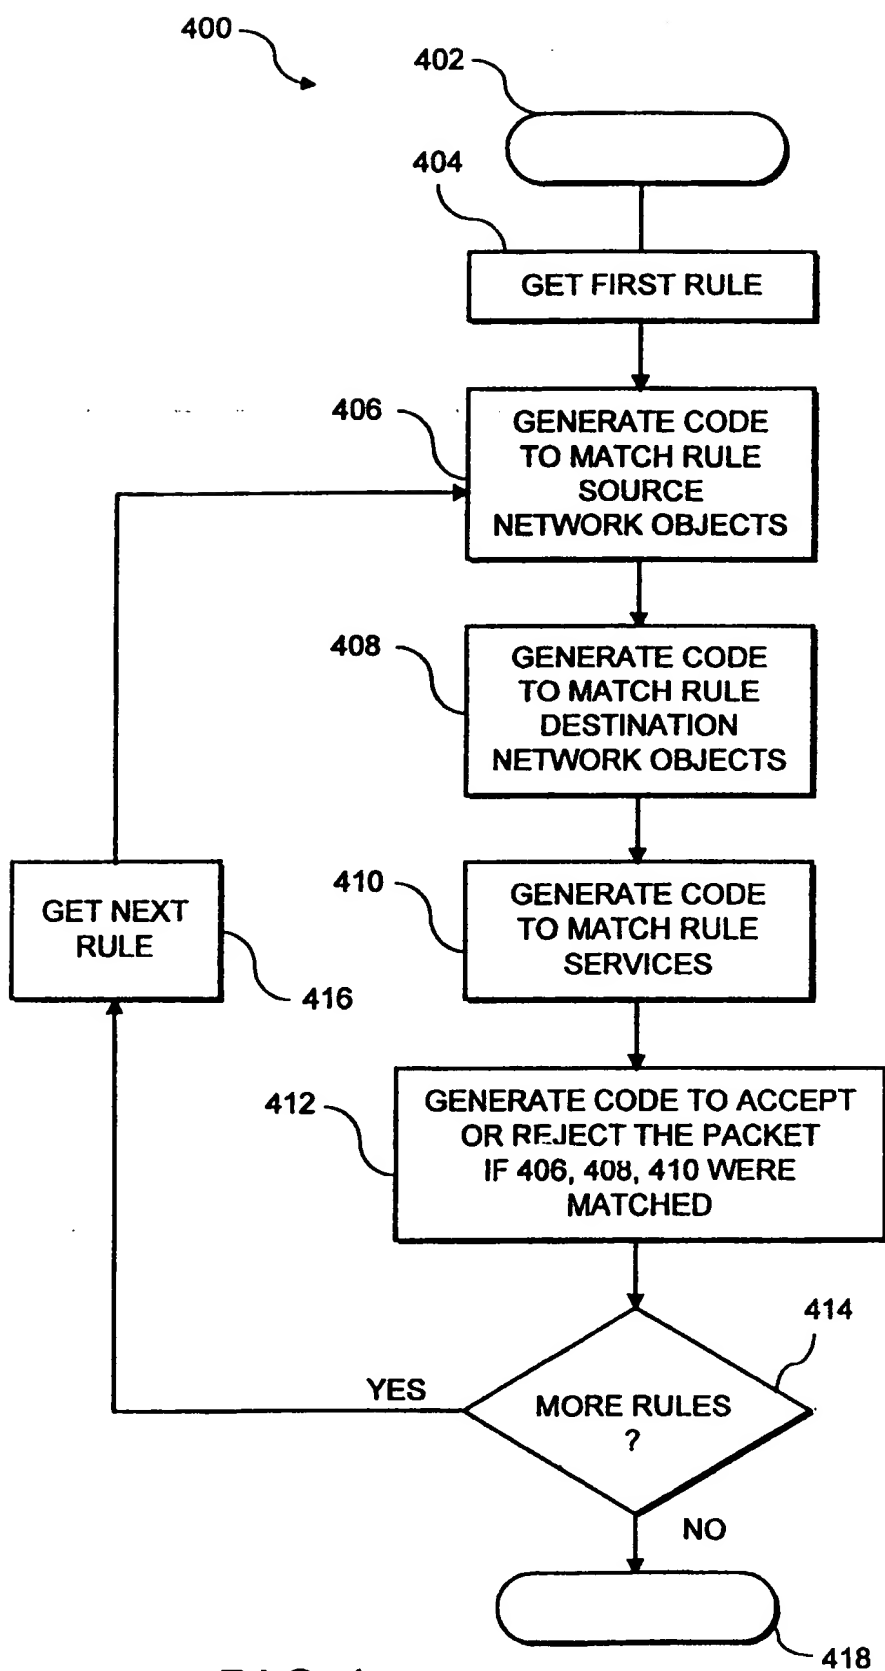 400
402
404
GET FIRST RULE
406
GENERATE CODE
TO MATCH RULE
SOURCE
NETWORK OBJECTS
408
GENERATE CODE
TO MATCH RULE
DESTINATION
NETWORK OBJECTS
410
GENERATE CODE
TO MATCH RULE
SERVICES
GET NEXT
RULE
416
412
GENERATE CODE TO ACCEPT
OR REJECT THE PACKET
IF 406, 408, 410 WERE
MATCHED
414
YES
MORE RULES
?
NO
418